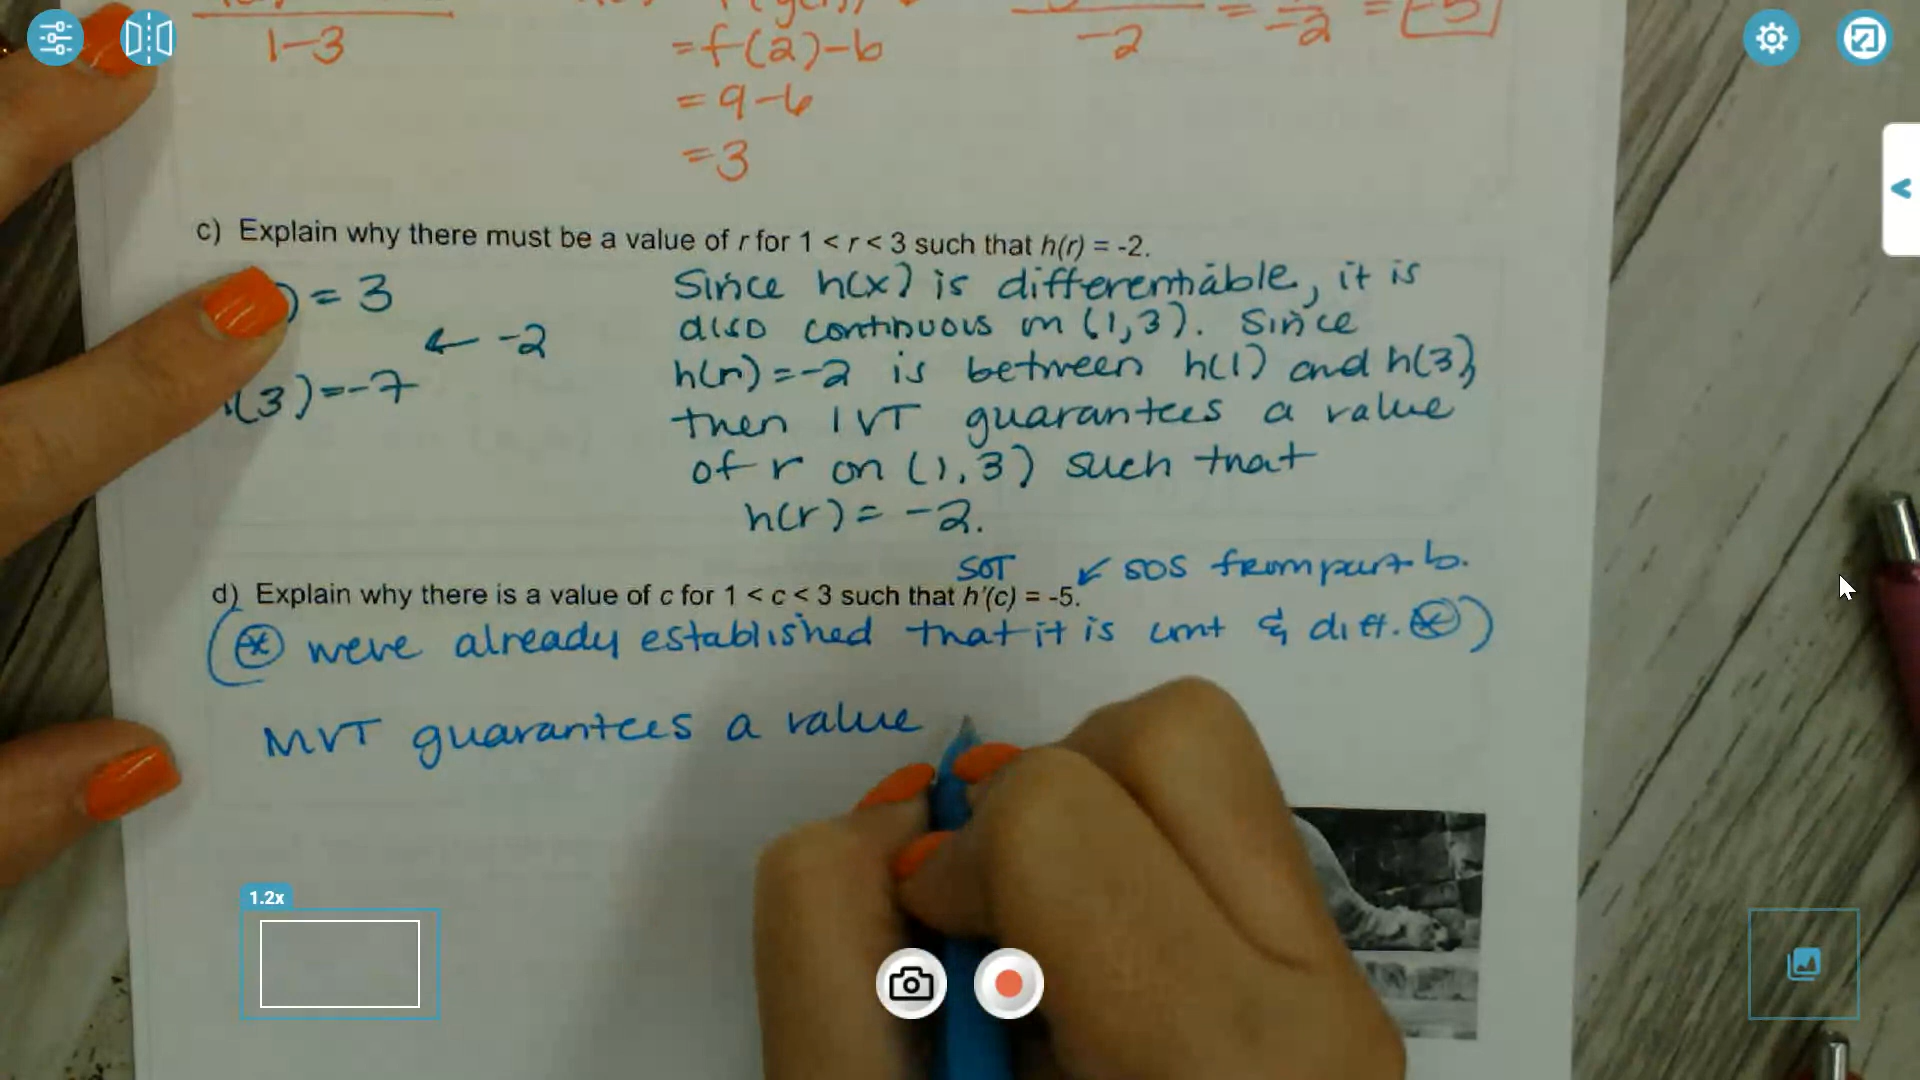 1-3
= f(2)-6
-2
=
-2
= -5
= 9-6
= 3
c) Explain why there must be a value of r for 1 < r < 3 such that h(r) = -2.
) = 3
← -2
(3) = -7
Since h(x) is differentiable, it is
also continuous on (1,3). Since
h(r) = -2 is between h(1) and h(3),
then IVT guarantees a value
of r on (1,3) such that
h(r) = -2.
SOT ↙ SOS from part b.
d) Explain why there is a value of c for 1 < c < 3 such that h'(c) = -5.
(* weve already established that it is cont & diff. *)
MVT guarantees a value
1.2x